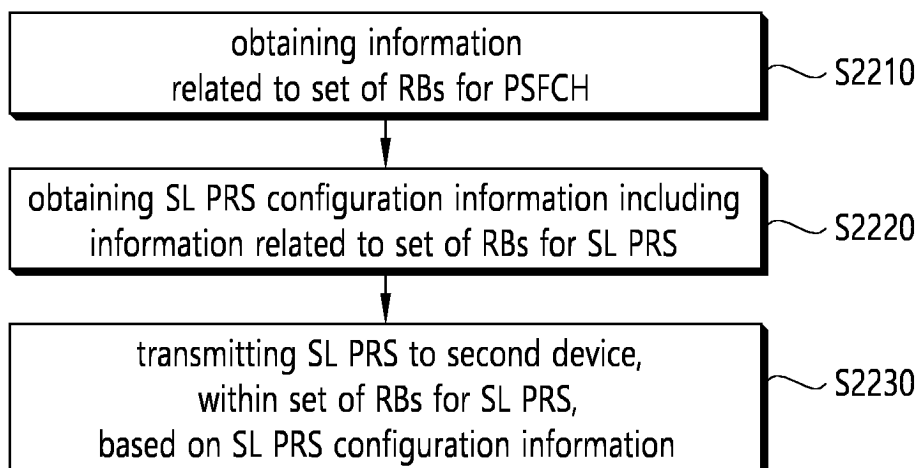 obtaining information
related to set of RBs for PSFCH
S2210
obtaining SL PRS configuration information including
information related to set of RBs for SL PRS
S2220
transmitting SL PRS to second device,
within set of RBs for SL PRS,
based on SL PRS configuration information
S2230